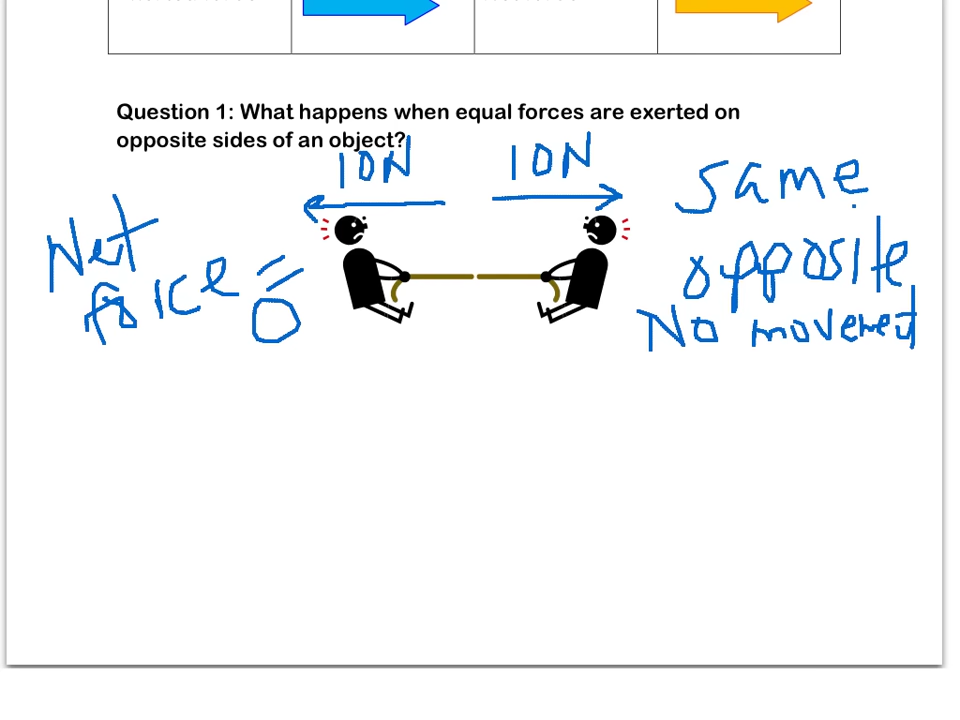 Question 1: What happens when equal forces are exerted on
opposite sides of an object?
10N
10N
same
opposite
No movemet
Net
force =
0